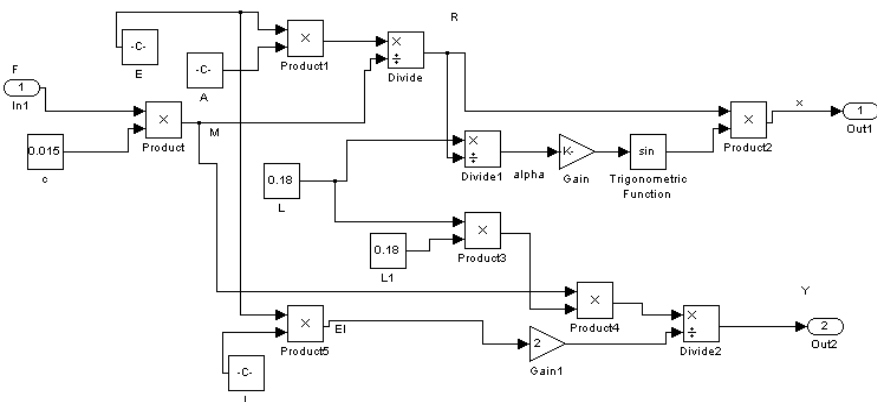 R
-C-
E
-C-
A
×
Product1
×
÷
Divide
F
1
In1
0.015
c
×
Product
M
×
Product2
x
1
Out1
0.18
L
×
÷
Divide1
alpha
K-
Gain
sin
Trigonometric
Function
0.18
L1
×
Product3
×
Product4
Y
×
Product5
EI
-C-
I
2
Gain1
×
÷
Divide2
2
Out2